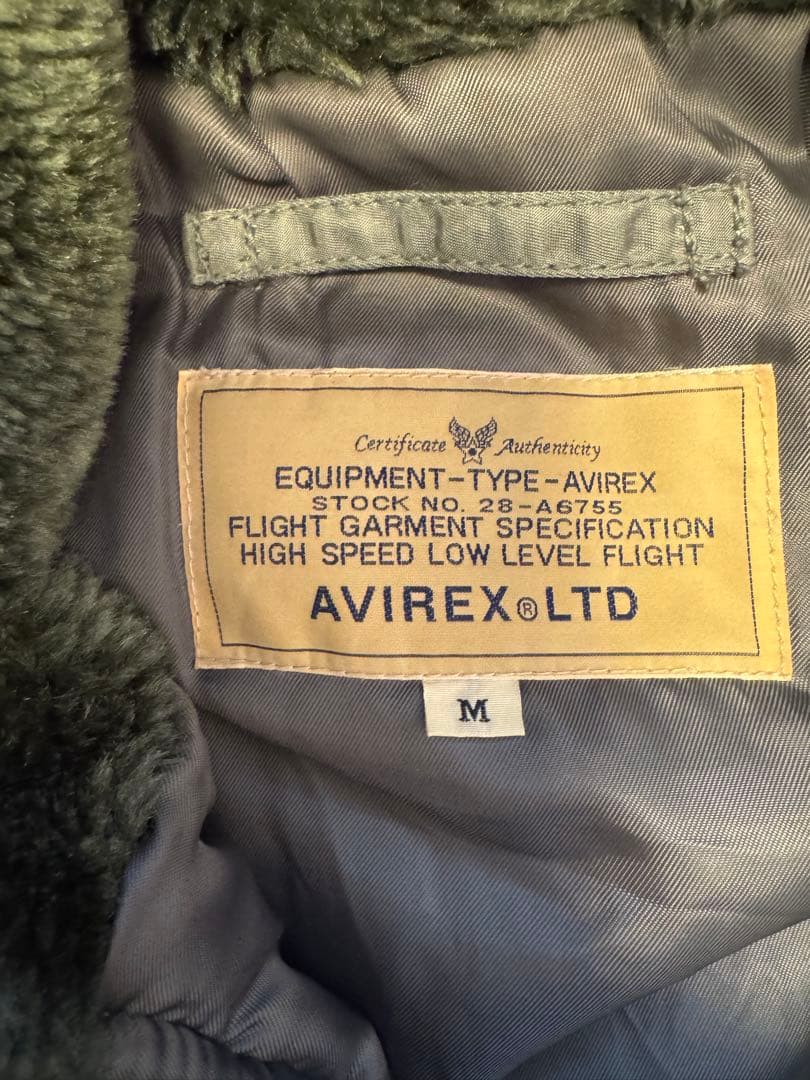 Certificate Authenticity
EQUIPMENT-TYPE-AVIREX
STOCK NO. 28-A6755
FLIGHT GARMENT SPECIFICATION
HIGH SPEED LOW LEVEL FLIGHT
AVIREX®LTD
M